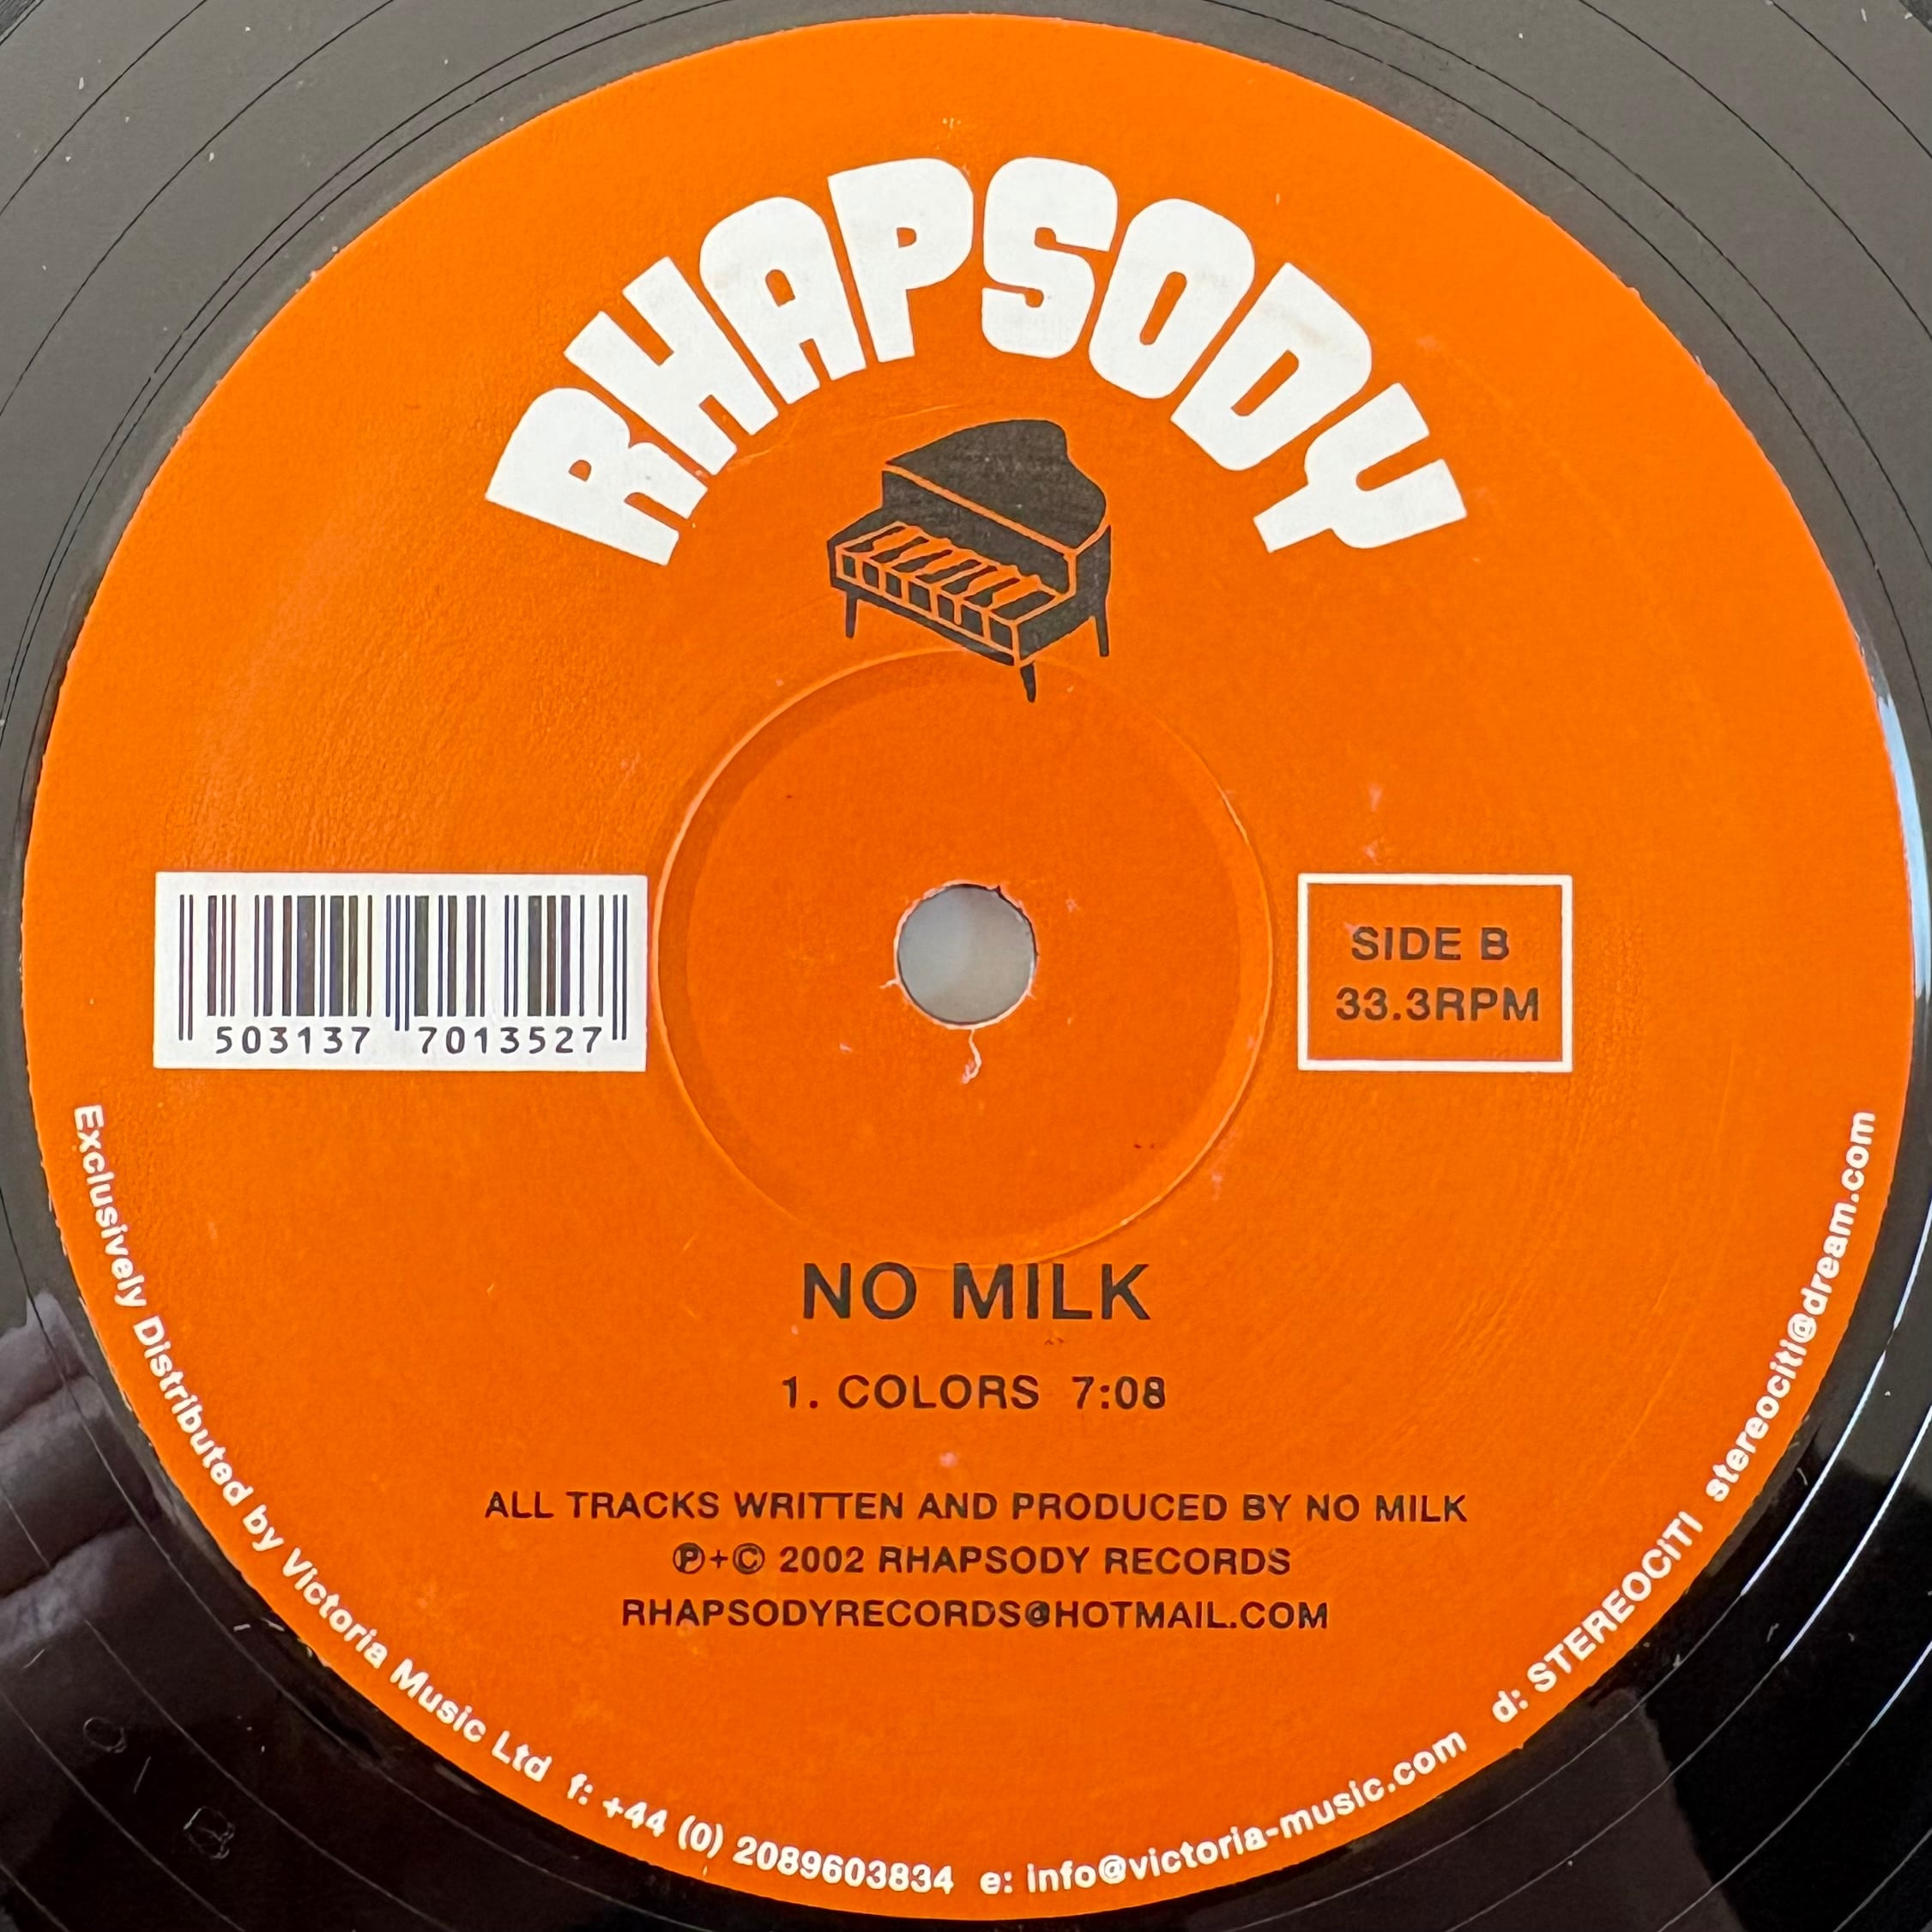 RHAPSODY
503137 7013527
SIDE B
33.3RPM
NO MILK
1. COLORS 7:08
ALL TRACKS WRITTEN AND PRODUCED BY NO MILK
℗+© 2002 RHAPSODY RECORDS
RHAPSODYRECORDS@HOTMAIL.COM
Exclusively Distributed by Victoria Music Ltd f: +44 (0) 2089603834 e: info@victoria-music.com d: STEREOCITI stereociti@dream.com